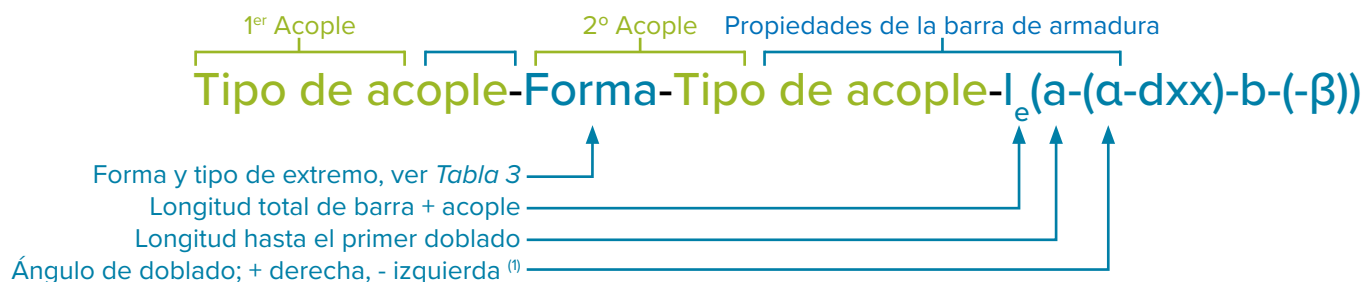 1er Acople 2º Acople Propiedades de la barra de armadura
Tipo de acople-Forma-Tipo de acople-le(a-(α-dxx)-b-(-β))
Forma y tipo de extremo, ver Tabla 3
Longitud total de barra + acople
Longitud hasta el primer doblado
Ángulo de doblado; + derecha, - izquierda (1)